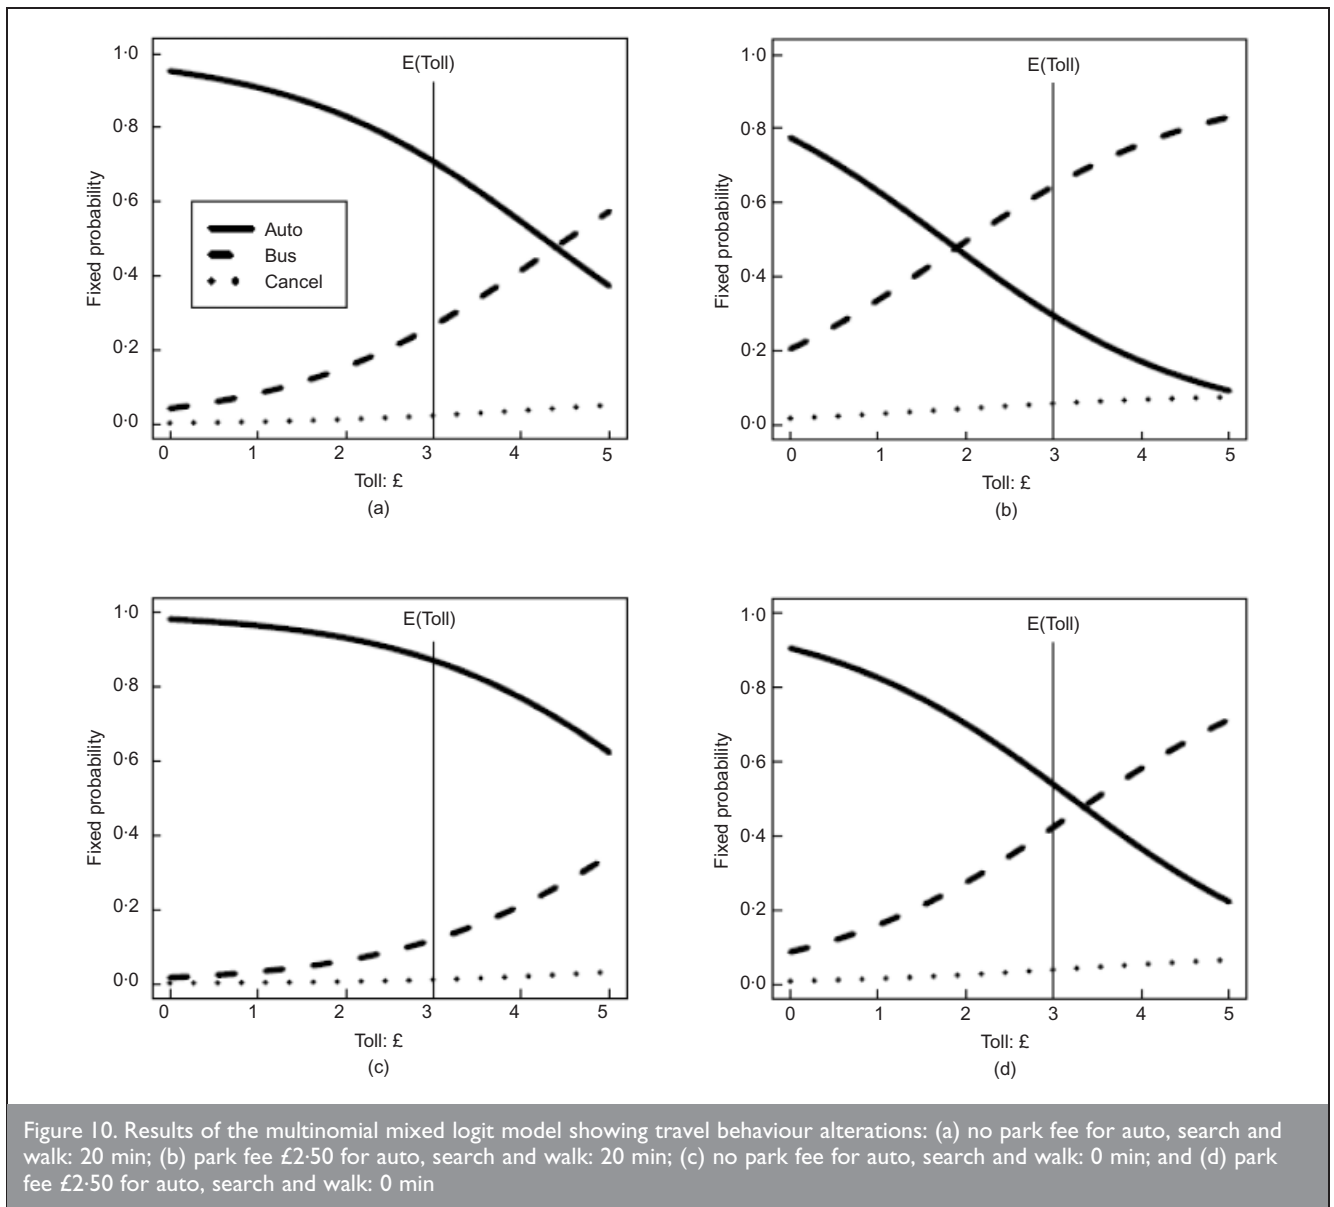 1·0
0·8
0·6
0·4
0·2
0·0
Fixed probability
E(Toll)
Auto
Bus
Cancel
0 1 2 3 4 5
Toll: £
(a)
1·0
0·8
0·6
0·4
0·2
0·0
Fixed probability
E(Toll)
0 1 2 3 4 5
Toll: £
(b)
1·0
0·8
0·6
0·4
0·2
0·0
Fixed probability
E(Toll)
0 1 2 3 4 5
Toll: £
(c)
1·0
0·8
0·6
0·4
0·2
0·0
Fixed probability
E(Toll)
0 1 2 3 4 5
Toll: £
(d)
Figure 10. Results of the multinomial mixed logit model showing travel behaviour alterations: (a) no park fee for auto, search and
walk: 20 min; (b) park fee £2·50 for auto, search and walk: 20 min; (c) no park fee for auto, search and walk: 0 min; and (d) park
fee £2·50 for auto, search and walk: 0 min